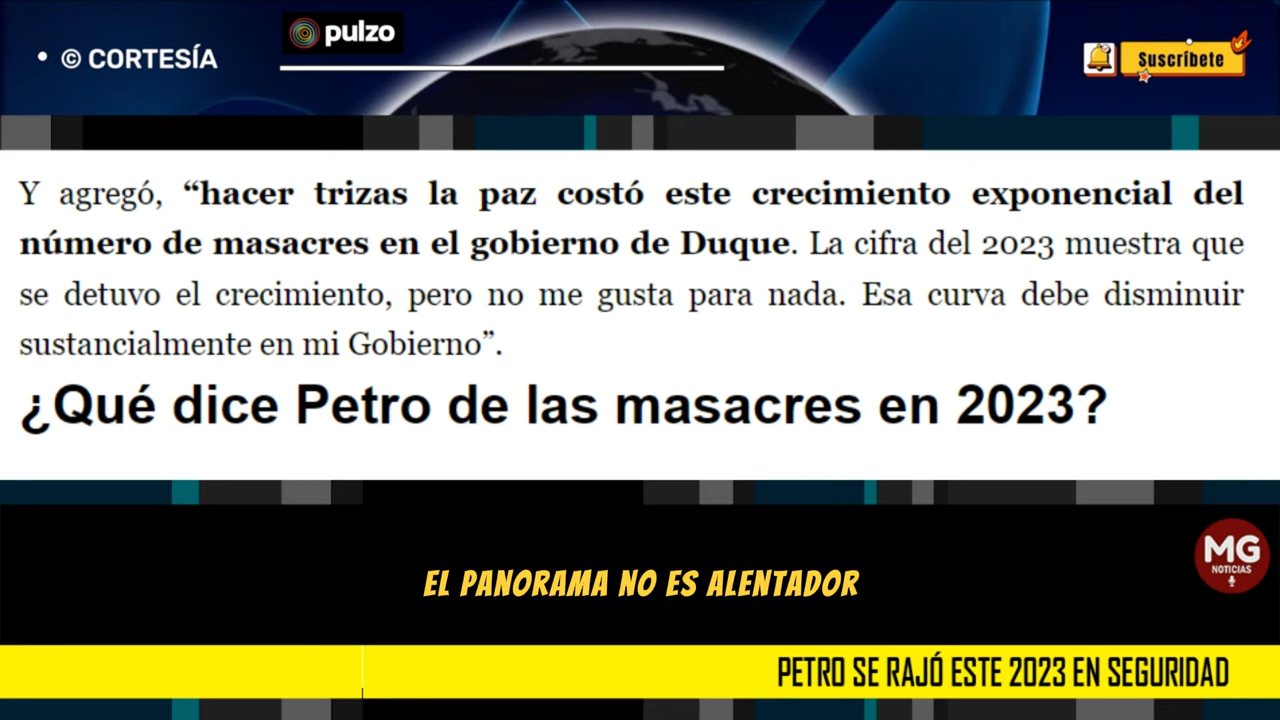 • © CORTESÍA
pulzo
Suscríbete
Y agregó, “hacer trizas la paz costó este crecimiento exponencial del
número de masacres en el gobierno de Duque. La cifra del 2023 muestra que
se detuvo el crecimiento, pero no me gusta para nada. Esa curva debe disminuir
sustancialmente en mi Gobierno”.
¿Qué dice Petro de las masacres en 2023?
MG
NOTICIAS
EL PANORAMA NO ES ALENTADOR
PETRO SE RAJÓ ESTE 2023 EN SEGURIDAD